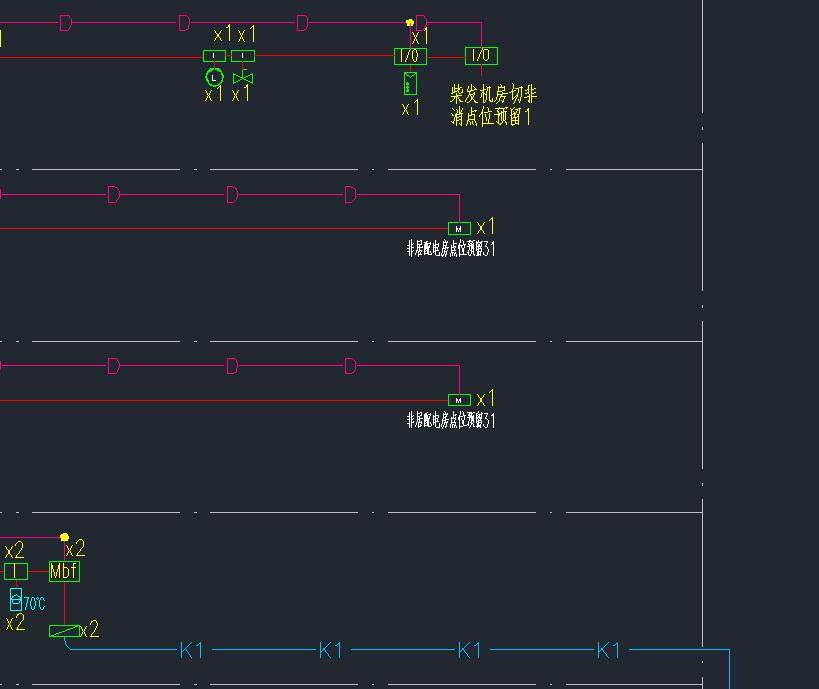 D D D D
x1 x1 x1
I I I/O I/O
L
x1 x1 x1
柴发机房切非
消点位预留1
D D D
M x1
非居配电房点位预留31
D D D
M x1
非居配电房点位预留31
x2 x2
I Mbf
70℃
x2 x2
K1 K1 K1 K1